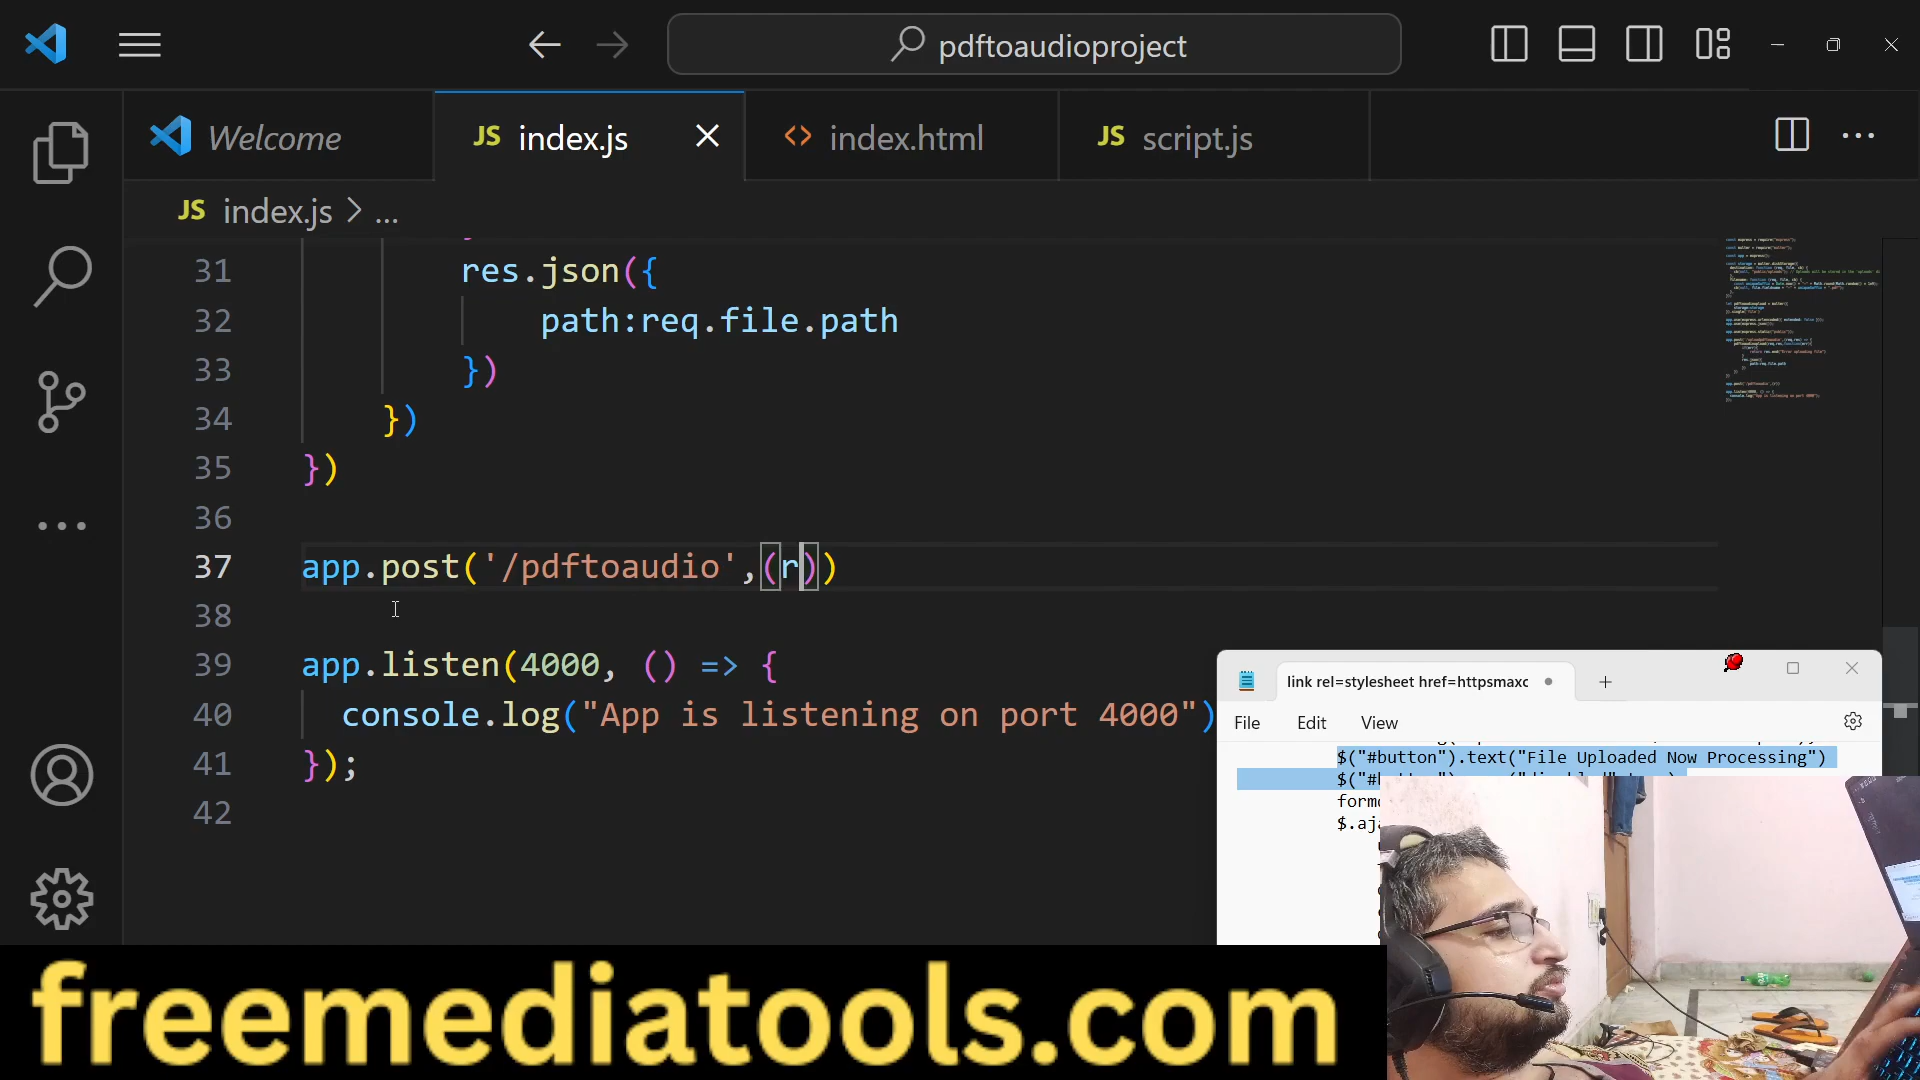 pdftoaudioproject
Welcome
JS index.js
<> index.html
JS script.js
JS index.js > ...
31 res.json({
32 path:req.file.path
33 })
34 })
35 })
36
37 app.post('/pdftoaudio',(r))
38
39 app.listen(4000, () => {
40 console.log("App is listening on port 4000")
41 });
42
link rel=stylesheet href=httpsmaxc
File Edit View
$("#button").text("File Uploaded Now Processing")
$("#b
form
$.aja
freemediatools.com